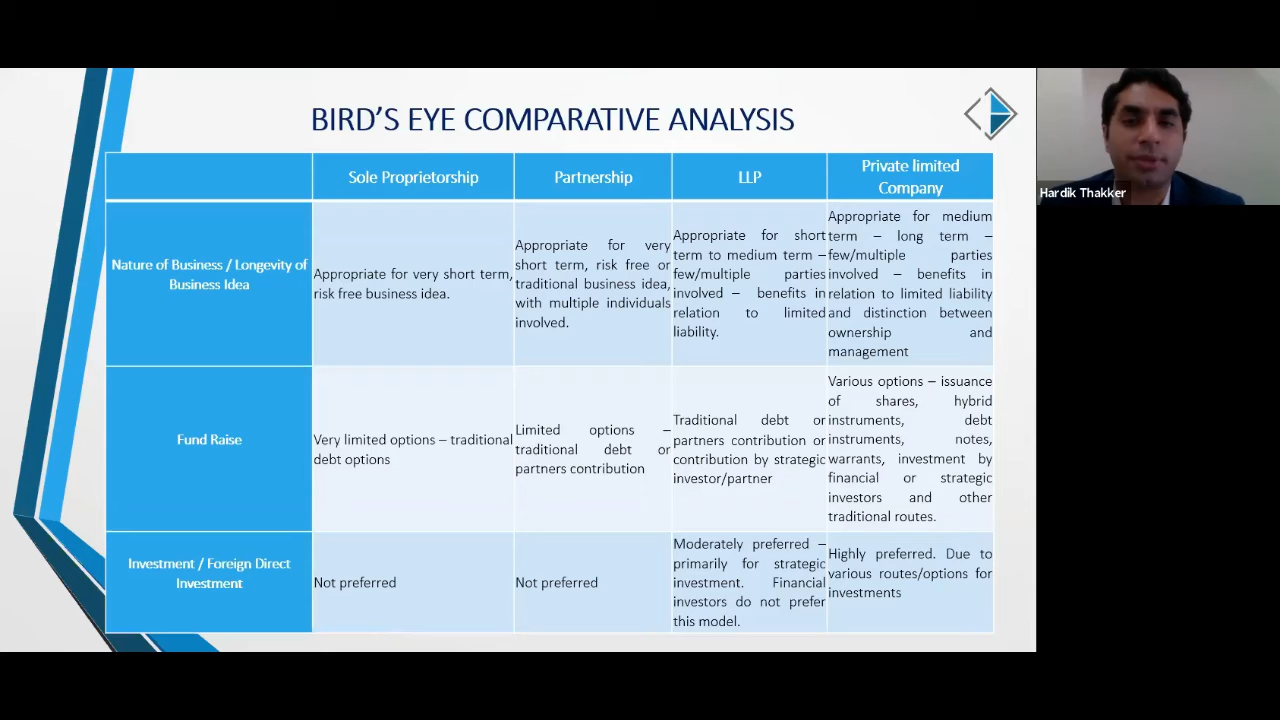 BIRD'S EYE COMPARATIVE ANALYSIS
Sole Proprietorship
Partnership
LLP
Private limited
Company
Nature of Business / Longevity of
Business Idea
Appropriate for very short term,
risk free business idea.
Appropriate for very
short term, risk free or
traditional business idea,
with multiple individuals
involved.
Appropriate for short
term to medium term –
few/multiple parties
involved – benefits in
relation to limited
liability.
Appropriate for medium
term – long term –
few/multiple parties
involved – benefits in
relation to limited liability
and distinction between
ownership and
management
Fund Raise
Very limited options – traditional
debt options
Limited options –
traditional debt or
partners contribution
Traditional debt or
partners contribution or
contribution by strategic
investor/partner
Various options – issuance
of shares, hybrid
instruments, debt
instruments, notes,
warrants, investment by
financial or strategic
investors and other
traditional routes.
Investment / Foreign Direct
Investment
Not preferred
Not preferred
Moderately preferred –
primarily for strategic
investment. Financial
investors do not prefer
this model.
Highly preferred. Due to
various routes/options for
investments
Hardik Thakker